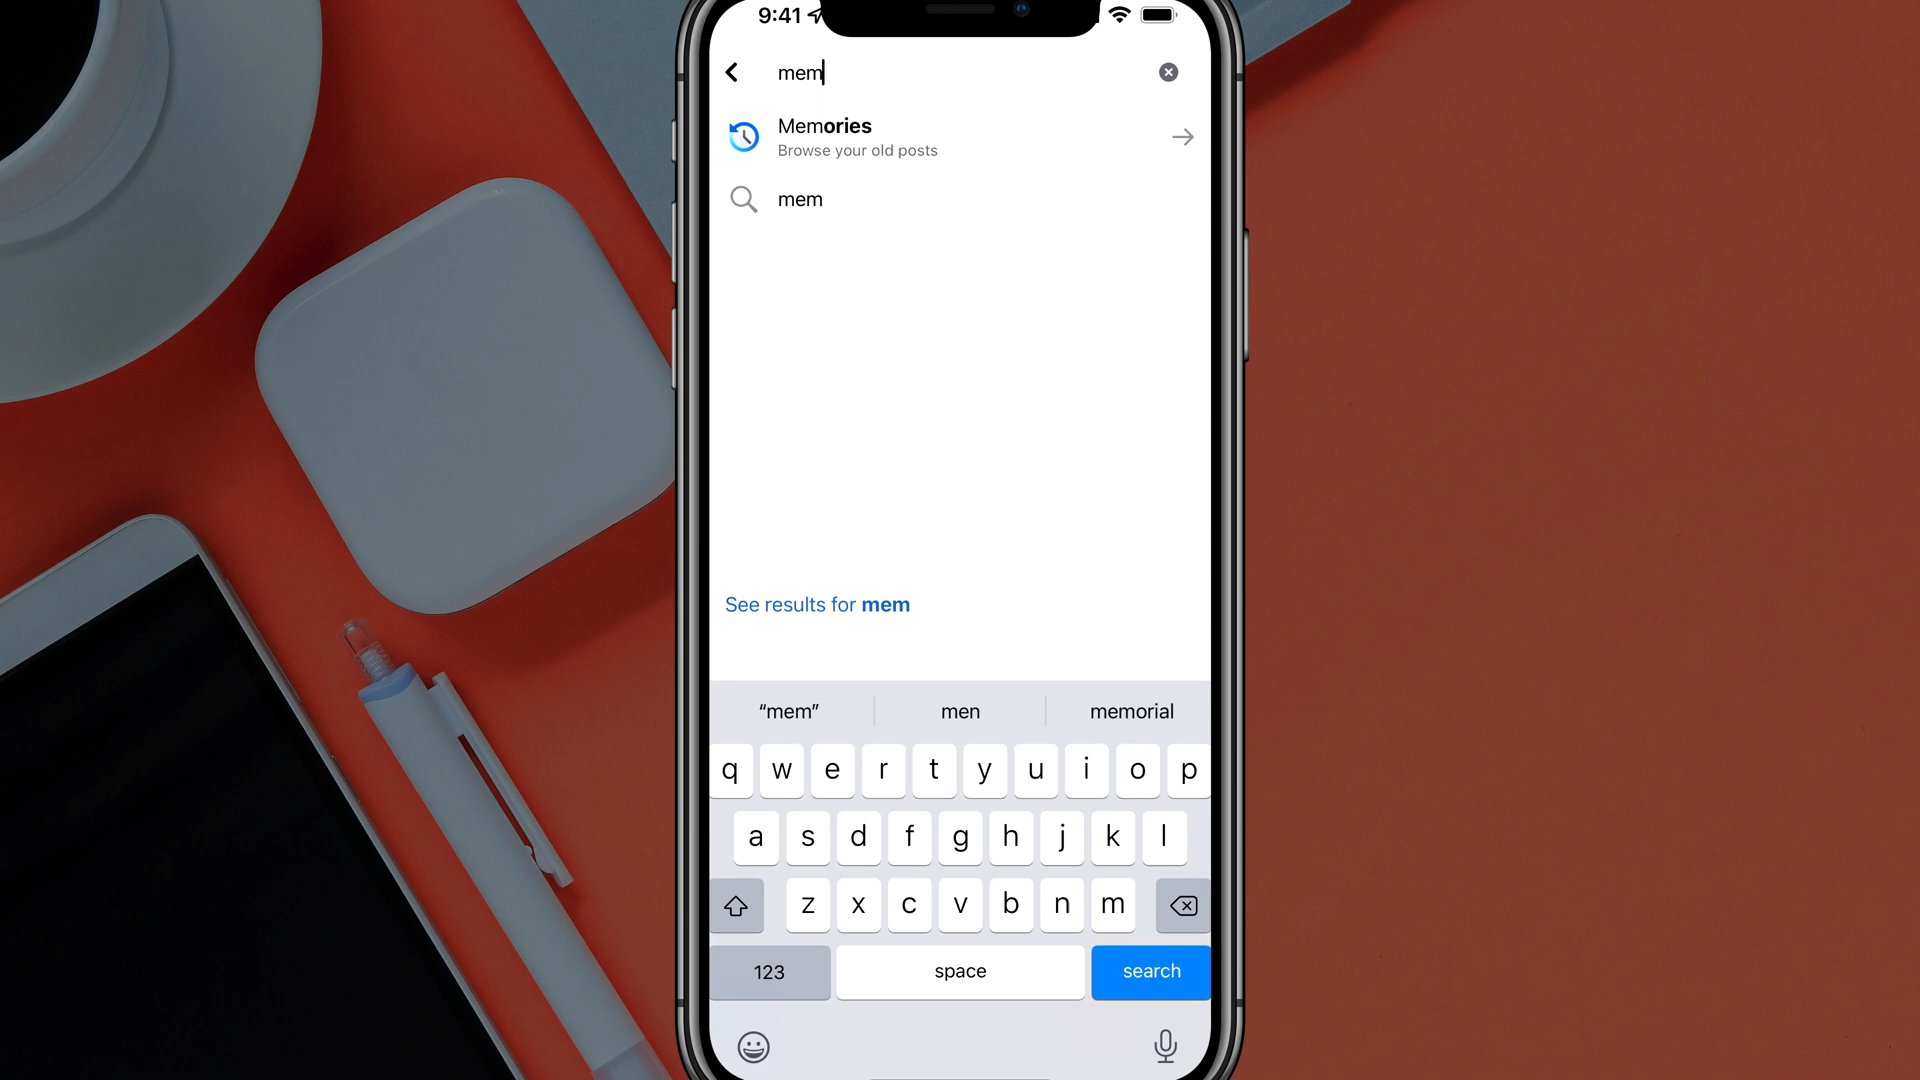 9:41
mem
Memories
Browse your old posts
mem
See results for mem
“mem” men memorial
q w e r t y u i o p
a s d f g h j k l
z x c v b n m
123 space search